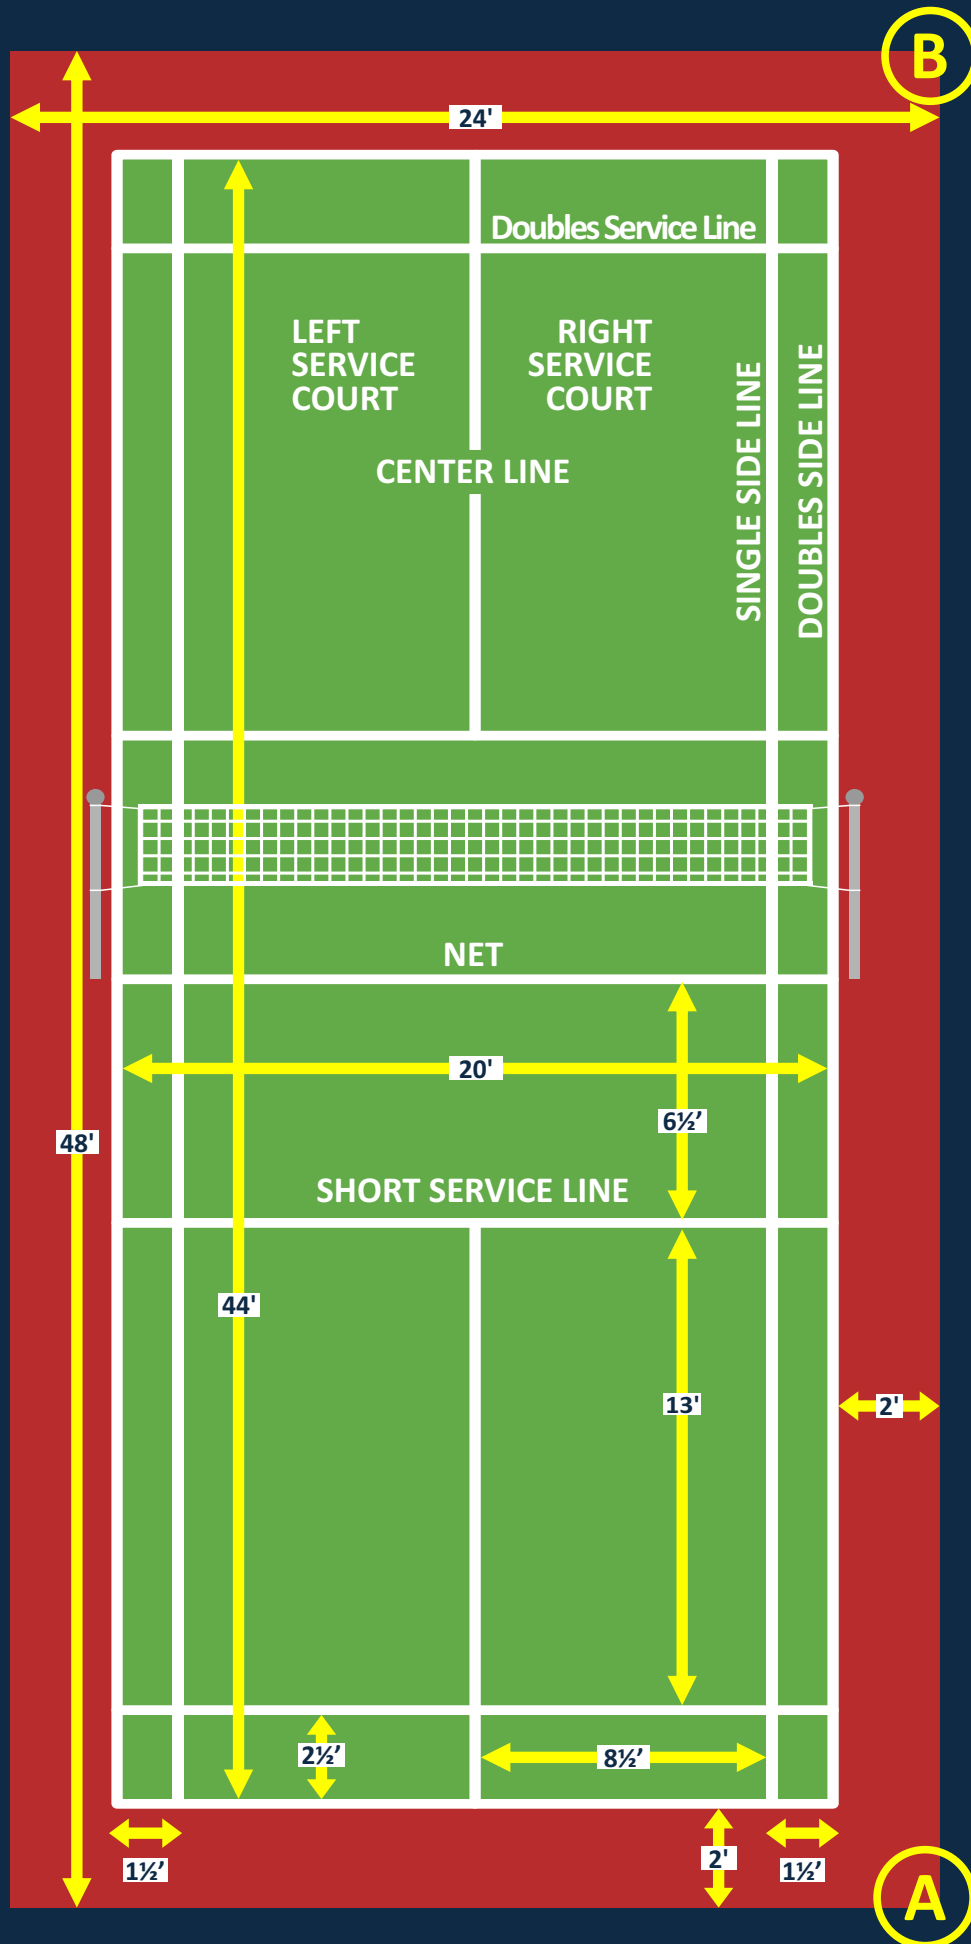 B
24'
Doubles Service Line
LEFT
SERVICE
COURT
RIGHT
SERVICE
COURT
SINGLE SIDE LINE
DOUBLES SIDE LINE
CENTER LINE
NET
20'
6½’
48'
SHORT SERVICE LINE
44'
13'
2'
2½’
8½’
1½’
2'
1½’
A